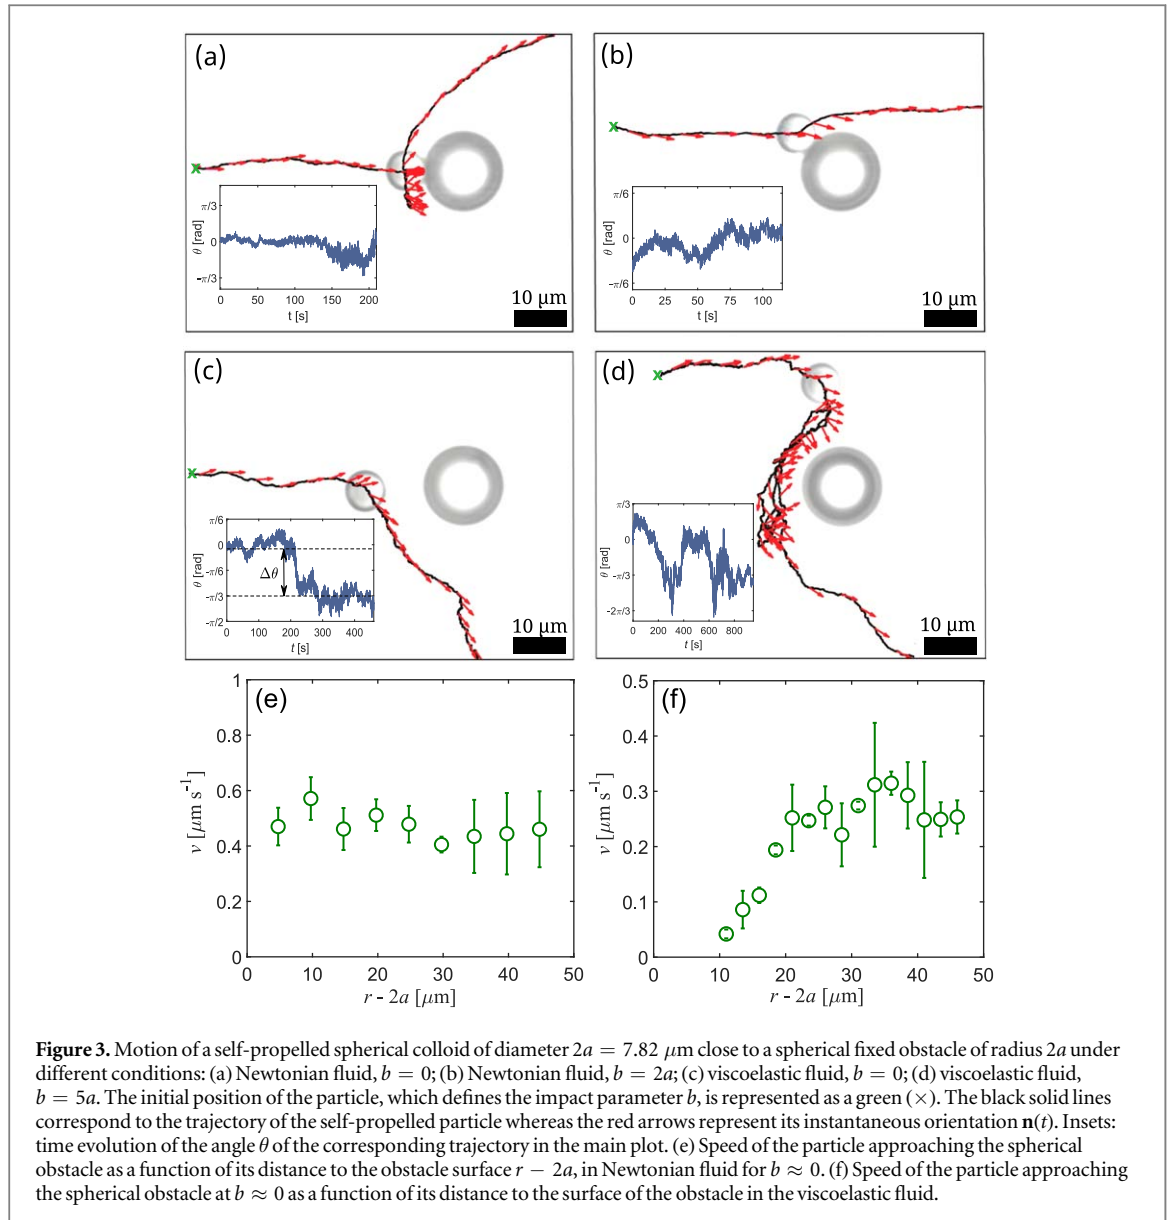 (a)
θ [rad]
π/3
0
-π/3
0 50 100 150 200
t [s]
10 μm
(b)
θ [rad]
π/6
0
-π/6
0 25 50 75 100
t [s]
10 μm
(c)
θ [rad]
π/6
0
-π/6
-π/3
-π/2
Δθ
0 100 200 300 400
t [s]
10 μm
(d)
θ [rad]
π/3
0
-π/3
-2π/3
0 200 400 600 800
t [s]
10 μm
(e)
v [μm s⁻¹]
1
0.8
0.6
0.4
0.2
0
0 10 20 30 40 50
r - 2a [μm]
(f)
v [μm s⁻¹]
0.5
0.4
0.3
0.2
0.1
0
0 10 20 30 40 50
r - 2a [μm]
Figure 3. Motion of a self-propelled spherical colloid of diameter 2a = 7.82 μm close to a spherical fixed obstacle of radius 2a under
different conditions: (a) Newtonian fluid, b = 0; (b) Newtonian fluid, b = 2a; (c) viscoelastic fluid, b = 0; (d) viscoelastic fluid,
b = 5a. The initial position of the particle, which defines the impact parameter b, is represented as a green (×). The black solid lines
correspond to the trajectory of the self-propelled particle whereas the red arrows represent its instantaneous orientation n(t). Insets:
time evolution of the angle θ of the corresponding trajectory in the main plot. (e) Speed of the particle approaching the spherical
obstacle as a function of its distance to the obstacle surface r − 2a, in Newtonian fluid for b ≈ 0. (f) Speed of the particle approaching
the spherical obstacle at b ≈ 0 as a function of its distance to the surface of the obstacle in the viscoelastic fluid.